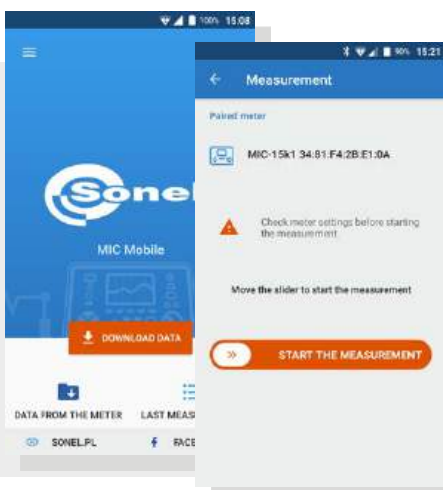 100% 15:08
Sonel
MIC Mobile
DOWNLOAD DATA
DATA FROM THE METER
LAST MEAS
SONEL.PL
FACE
90% 15:21
Measurement
Paired meter
MIC-15k1 34:81:F4:2B:E1:0A
Check meter settings before starting
the measurement
Move the slider to start the measurement
START THE MEASUREMENT